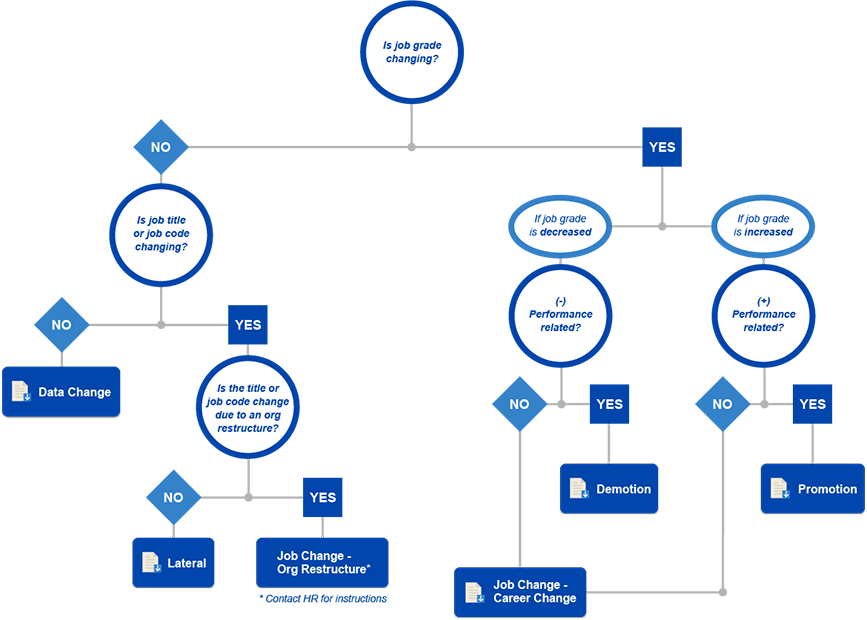 Is job grade
changing?
NO
YES
Is job title
or job code
changing?
If job grade
is decreased
If job grade
is increased
(-)
Performance
related?
(+)
Performance
related?
NO
YES
Data Change
Is the title or
job code change
due to an org
restructure?
NO
YES
NO
YES
Demotion
Promotion
NO
YES
Lateral
Job Change -
Org Restructure*
* Contact HR for instructions
Job Change -
Career Change